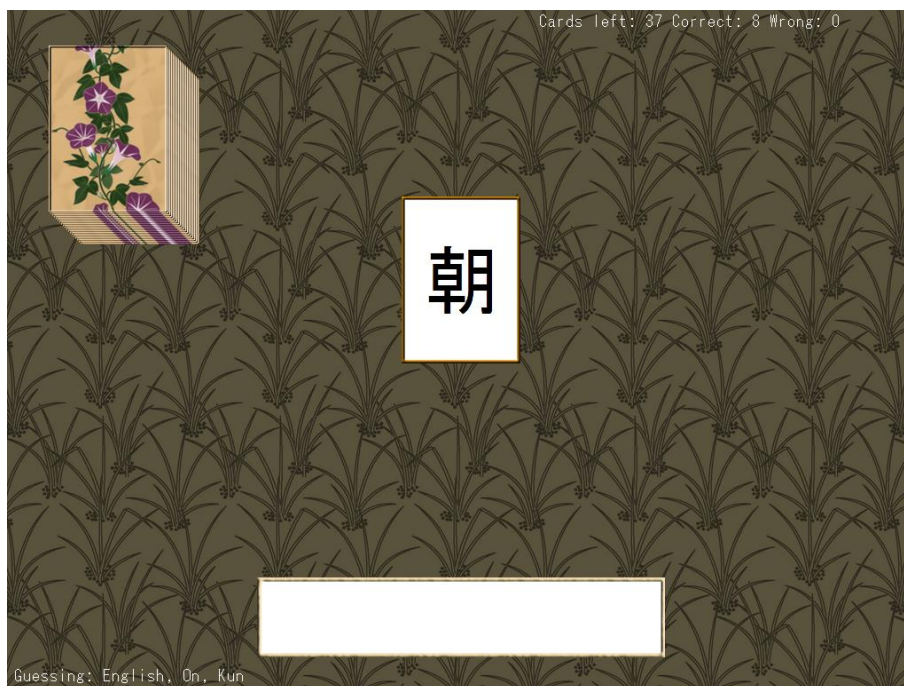 Cards left: 37 Correct: 8 Wrong: 0
朝
Guessing: English, On, Kun